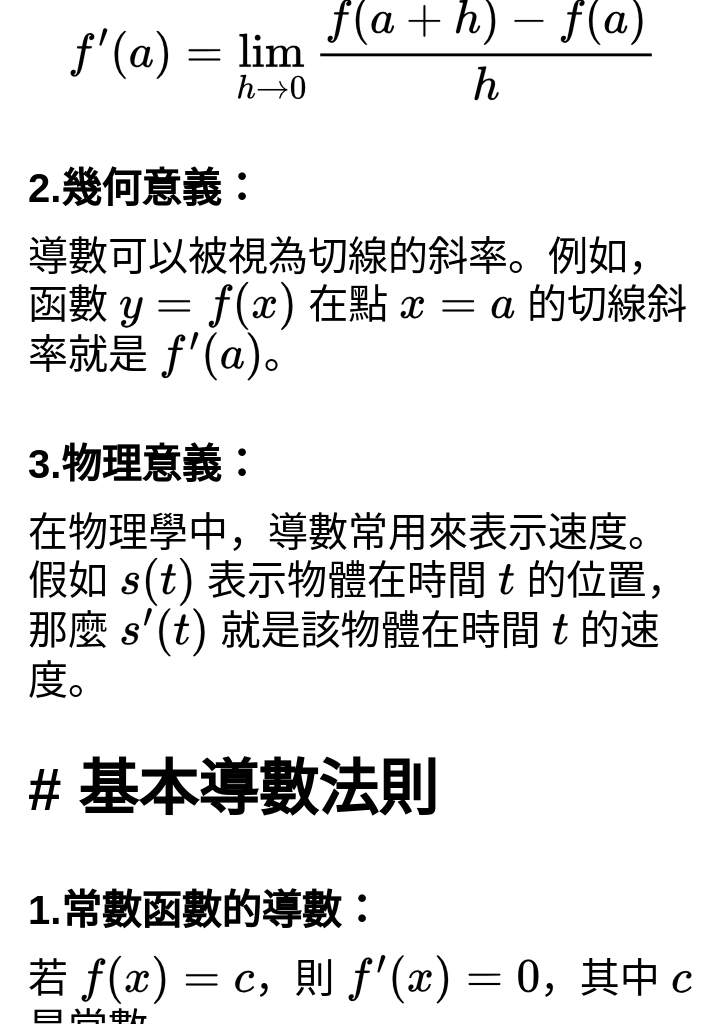 f′(a) = lim_{h→0} \frac{f(a + h) − f(a)}{h}
2.幾何意義：
導數可以被視為切線的斜率。例如，
函數 y = f(x) 在點 x = a 的切線斜
率就是 f′(a)。
3.物理意義：
在物理學中，導數常用來表示速度。
假如 s(t) 表示物體在時間 t 的位置，
那麼 s′(t) 就是該物體在時間 t 的速
度。
# 基本導數法則
1.常數函數的導數：
若 f(x) = c，則 f′(x) = 0，其中 c
是常數